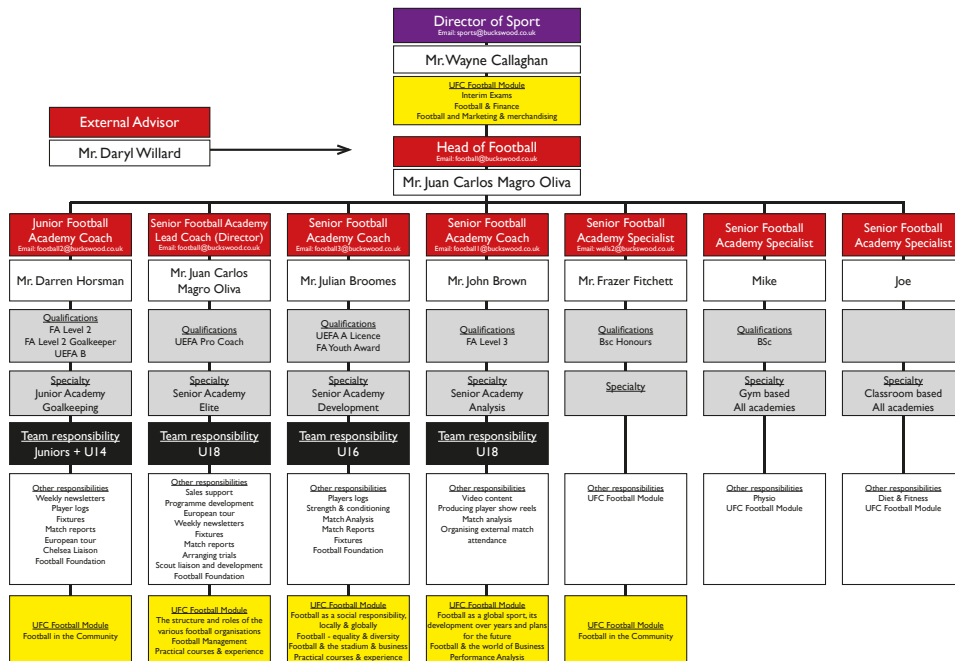 Director of Sport
Email: sports@buckswood.co.uk
Mr. Wayne Callaghan
UFC Football Module
Interim Exams
Football & Finance
Football and Marketing & merchandising
External Advisor
Mr. Daryl Willard
Head of Football
Email: football@buckswood.co.uk
Mr. Juan Carlos Magro Oliva
Junior Football
Academy Coach
Email: football2@buckswood.co.uk
Mr. Darren Horsman
Qualifications
FA Level 2
FA Level 2 Goalkeeper
UEFA B
Specialty
Junior Academy
Goalkeeping
Team responsibility
Juniors + U14
Other responsibilities
Weekly newsletters
Player logs
Fixtures
Match reports
European tour
Chelsea Liaison
Football Foundation
UFC Football Module
Football in the Community
Senior Football Academy
Lead Coach (Director)
Email: football@buckswood.co.uk
Mr. Juan Carlos
Magro Oliva
Qualifications
UEFA Pro Coach
Specialty
Senior Academy
Elite
Team responsibility
U18
Other responsibilities
Sales support
Programme development
European tour
Weekly newsletters
Fixtures
Match reports
Arranging trials
Scout liaison and development
Football Foundation
UFC Football Module
The structure and roles of the
various football organisations
Football Management
Practical courses & experience
Senior Football
Academy Coach
Email: football3@buckswood.co.uk
Mr. Julian Broomes
Qualifications
UEFA A Licence
FA Youth Award
Specialty
Senior Academy
Development
Team responsibility
U16
Other responsibilities
Players logs
Strength & conditioning
Match Analysis
Match Reports
Fixtures
Football Foundation
UFC Football Module
Football as a social responsibility,
locally & globally
Football - equality & diversity
Football & the stadium & business
Practical courses & experience
Senior Football
Academy Coach
Email: football1@buckswood.co.uk
Mr. John Brown
Qualifications
FA Level 3
Specialty
Senior Academy
Analysis
Team responsibility
U18
Other responsibilities
Video content
Producing player show reels
Match analysis
Organising external match
attendance
UFC Football Module
Football as a global sport, its
development over years and plans
for the future
Football & the world of Business
Performance Analysis
Senior Football
Academy Specialist
Email: wells2@buckswood.co.uk
Mr. Frazer Fitchett
Qualifications
Bsc Honours
Specialty
Other responsibilities
UFC Football Module
UFC Football Module
Football in the Community
Senior Football
Academy Specialist
Mike
Qualifications
BSc
Specialty
Gym based
All academies
Other responsibilities
Physio
UFC Football Module
Senior Football
Academy Specialist
Joe
Specialty
Classroom based
All academies
Other responsibilities
Diet & Fitness
UFC Football Module